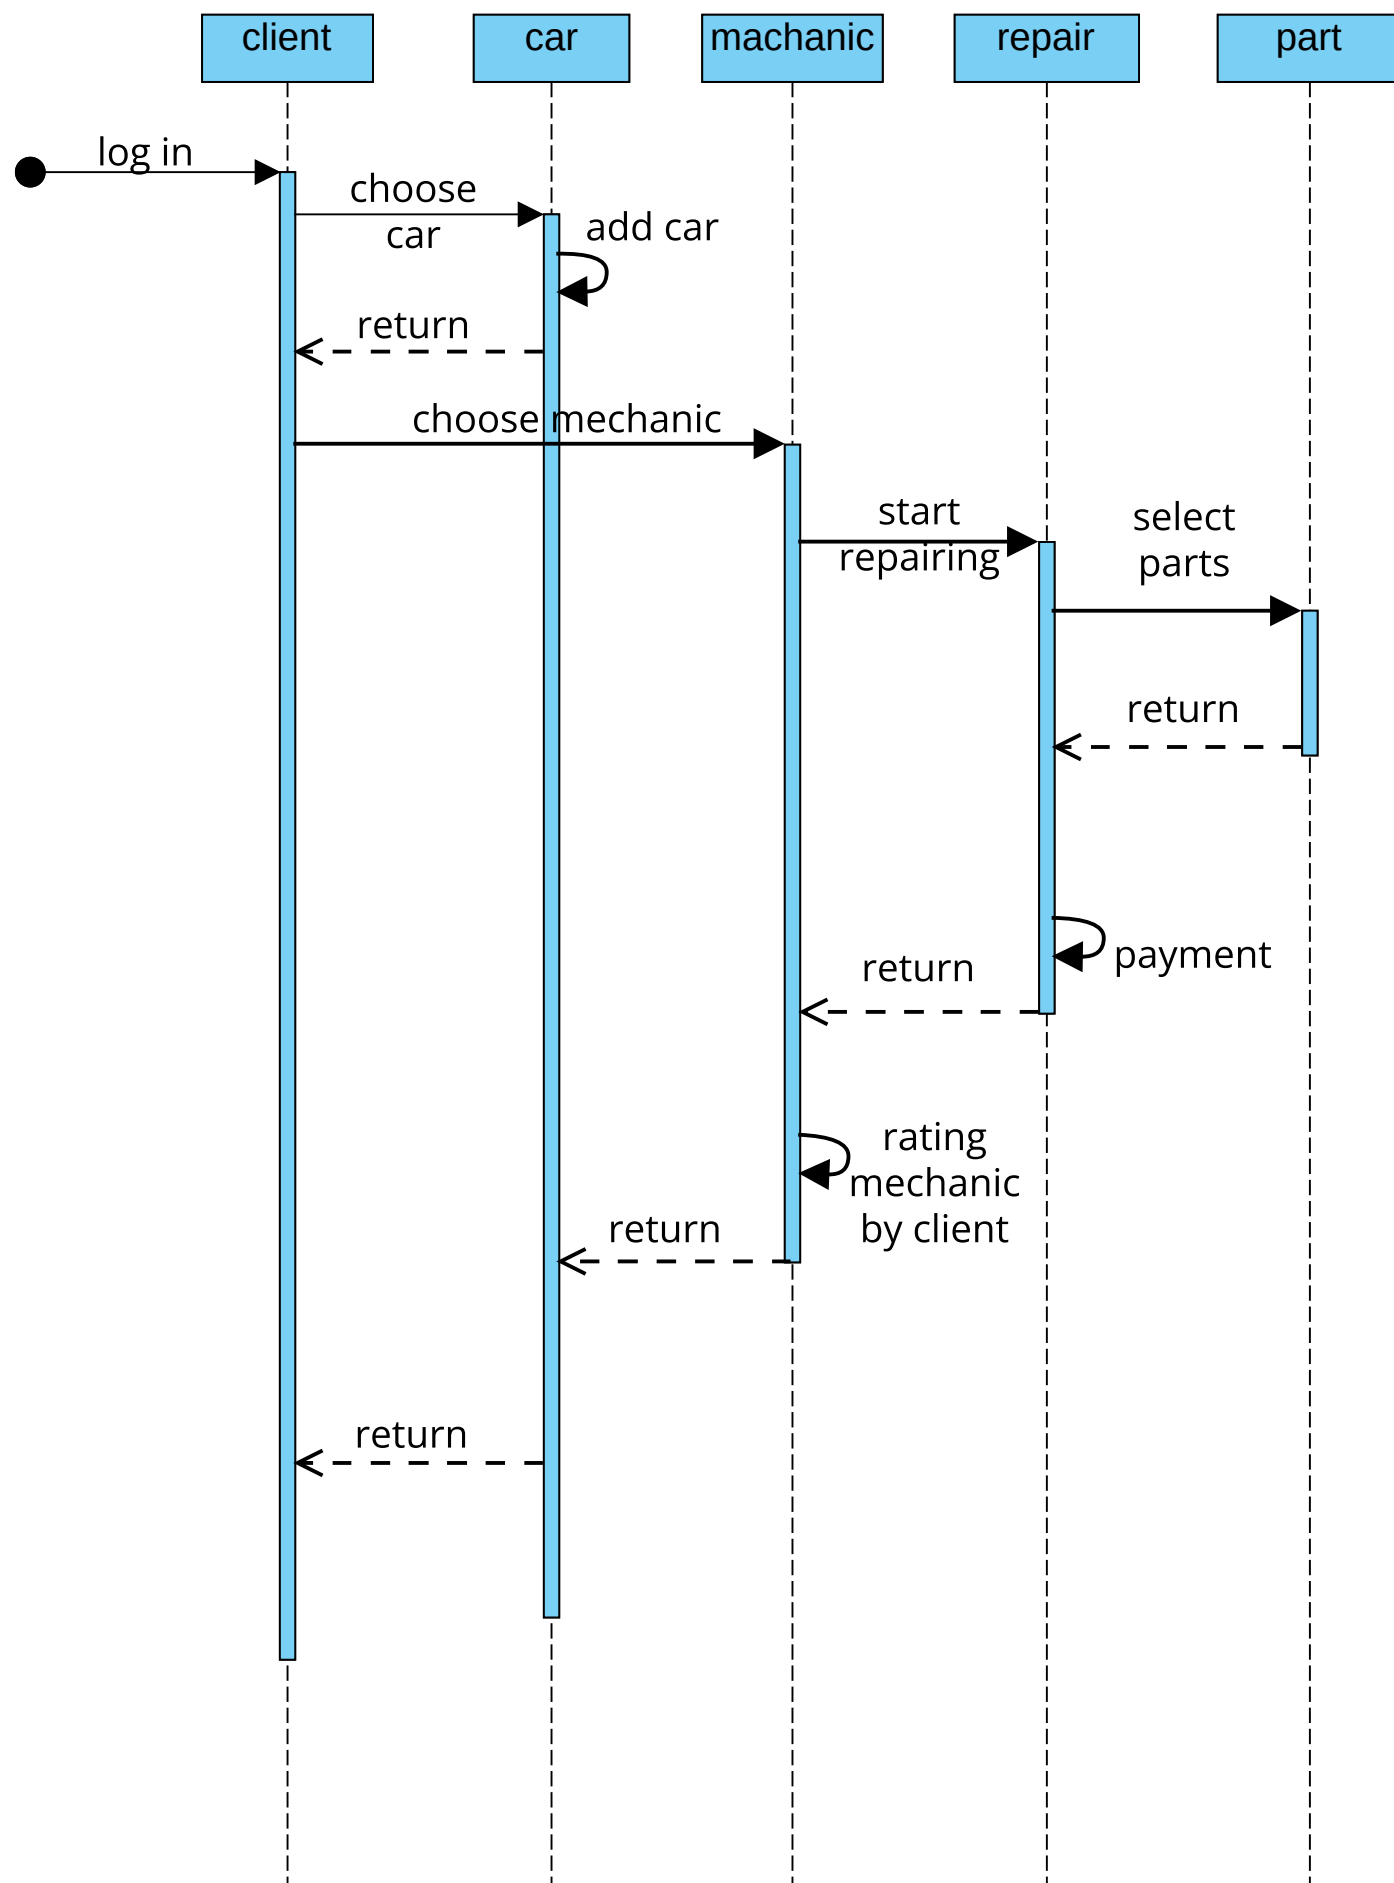 client
car
machanic
repair
part
log in
choose
car
add car
return
choose mechanic
start
repairing
select
parts
return
payment
return
rating
mechanic
by client
return
return